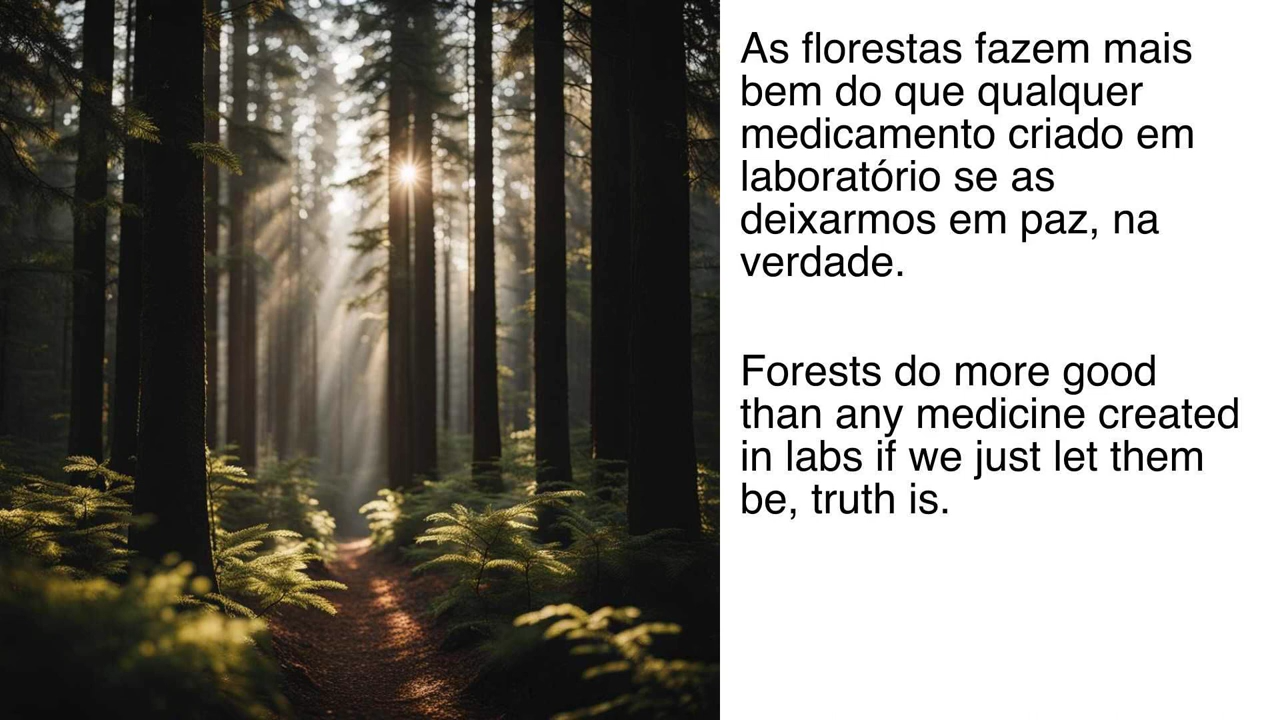 As florestas fazem mais
bem do que qualquer
medicamento criado em
laboratório se as
deixarmos em paz, na
verdade.
Forests do more good
than any medicine created
in labs if we just let them
be, truth is.